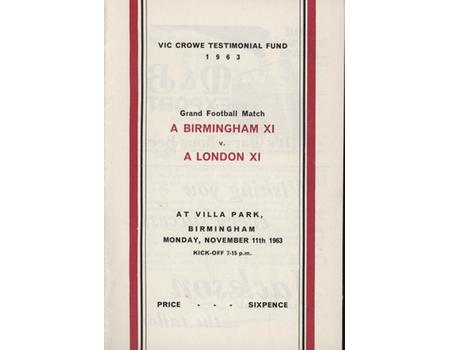 VIC CROWE TESTIMONIAL FUND
1963
Grand Football Match
A BIRMINGHAM XI
v.
A LONDON XI
AT VILLA PARK,
BIRMINGHAM
MONDAY, NOVEMBER 11th 1963
KICK-OFF 7-15 p.m.
PRICE - - - SIXPENCE